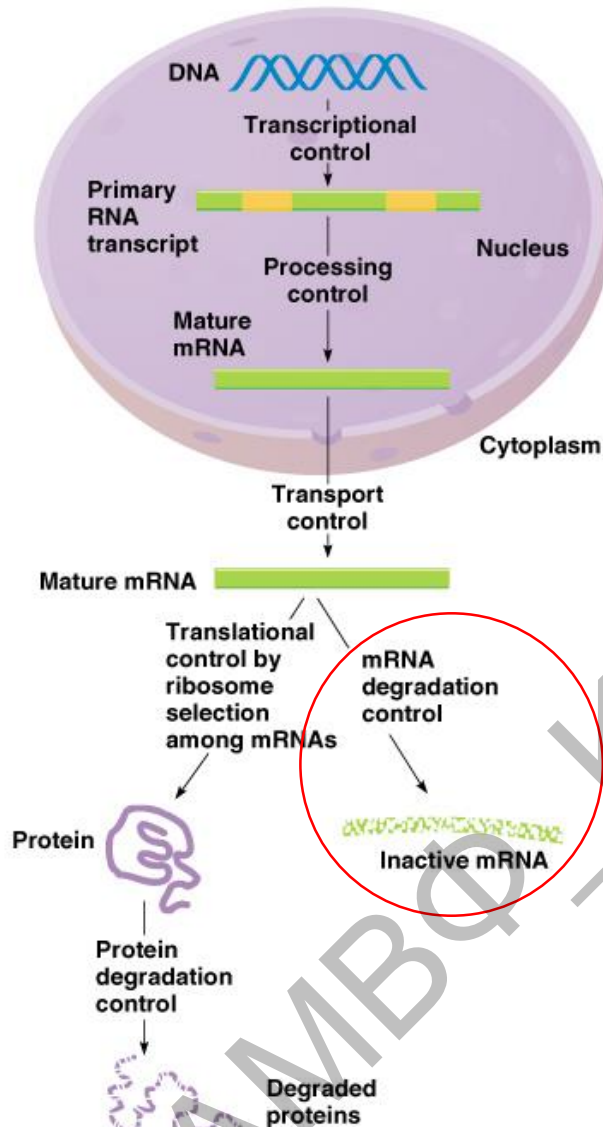 DNA
Transcriptional
control
Primary
RNA
transcript
Nucleus
Processing
control
Mature
mRNA
Cytoplasm
Transport
control
Mature mRNA
Translational
control by
ribosome
selection
among mRNAs
mRNA
degradation
control
Protein
Inactive mRNA
Protein
degradation
control
Degraded
proteins
АМВФ_